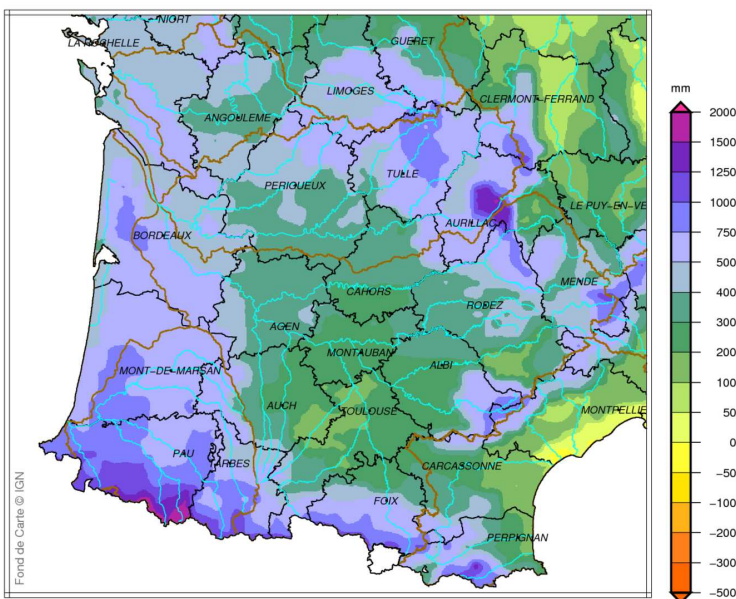 NIORT
LA ROCHELLE
GUERET
LIMOGES
CLERMONT-FERRAND
ANGOULEME
PERIGUEUX
TULLE
LE PUY-EN-VE
AURILLAC
BORDEAUX
CAHORS
MENDE
RODEZ
AGEN
MONTAUBAN
ALBI
MONT-DE-MARSAN
AUCH
TOULOUSE
MONTPELLIE
PAU
TARBES
CARCASSONNE
FOIX
PERPIGNAN
Fond de Carte © IGN
mm
2000
1500
1250
1000
750
500
400
300
200
100
50
0
-50
-100
-200
-300
-500